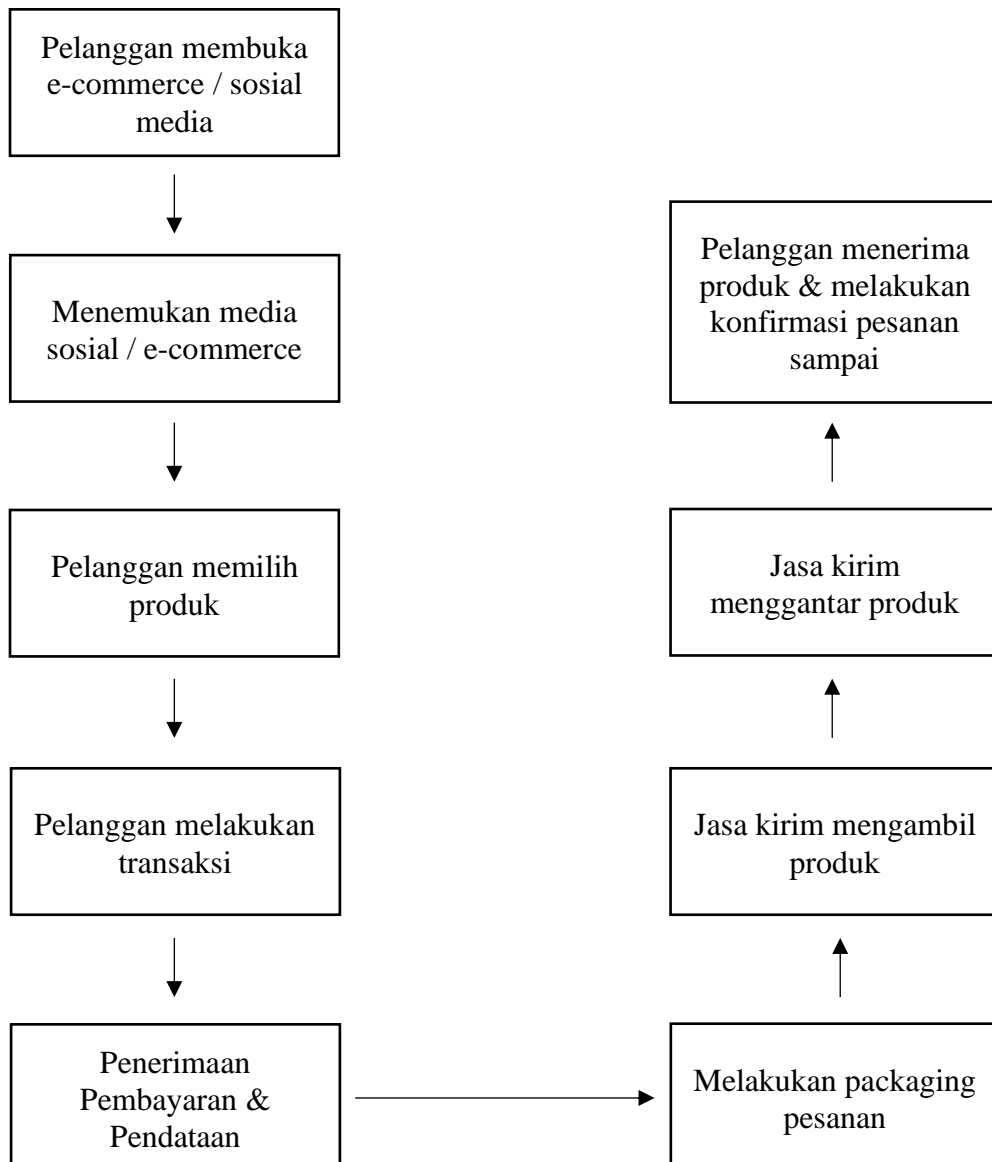 Pelanggan membuka
e-commerce / sosial
media
Menemukan media
sosial / e-commerce
Pelanggan memilih
produk
Pelanggan melakukan
transaksi
Penerimaan
Pembayaran &
Pendataan
Melakukan packaging
pesanan
Jasa kirim mengambil
produk
Jasa kirim
menggantar produk
Pelanggan menerima
produk & melakukan
konfirmasi pesanan
sampai